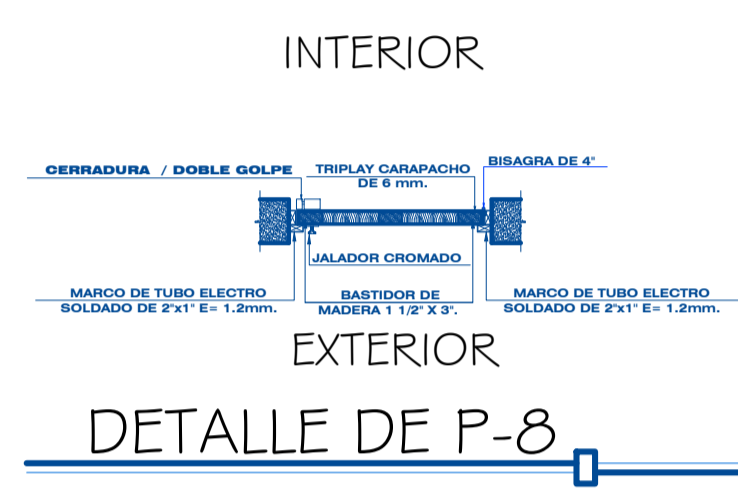 INTERIOR
CERRADURA / DOBLE GOLPE
TRIPLAY CARAPACHO
DE 6 mm.
BISAGRA DE 4"
JALADOR CROMADO
MARCO DE TUBO ELECTRO
SOLDADO DE 2"x1" E= 1.2mm.
BASTIDOR DE
MADERA 1 1/2" X 3".
MARCO DE TUBO ELECTRO
SOLDADO DE 2"x1" E= 1.2mm.
EXTERIOR
DETALLE DE P-8